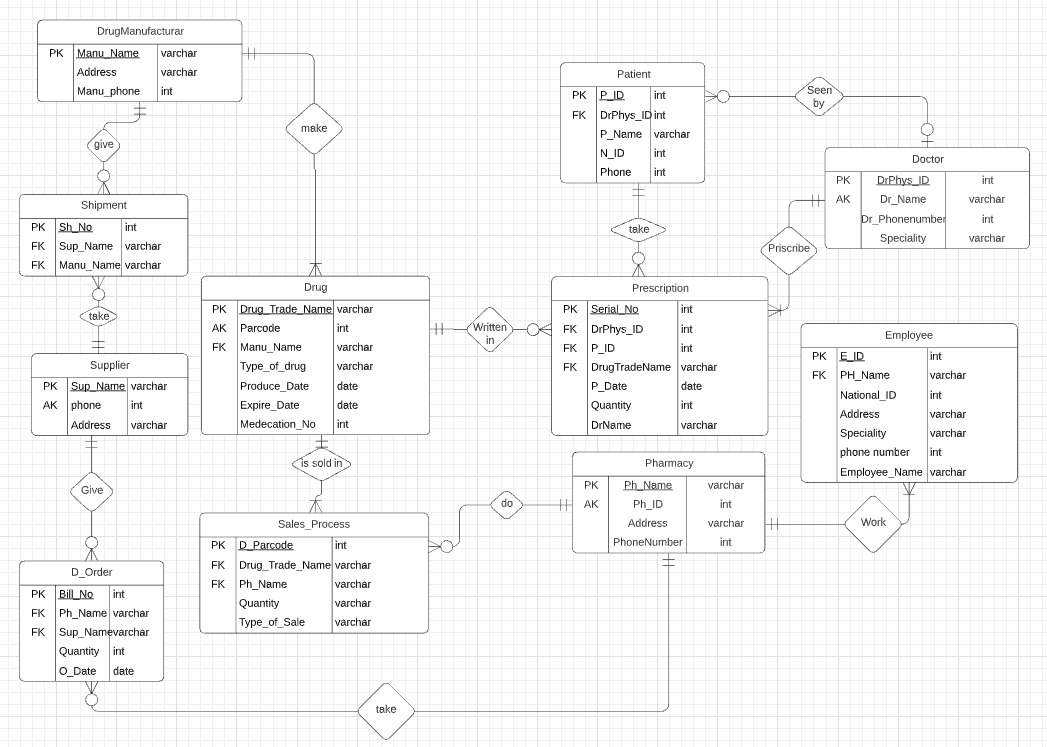 DrugManufacturar
PK Manu_Name varchar
Address varchar
Manu_phone int
give
make
Shipment
PK Sh_No int
FK Sup_Name varchar
FK Manu_Name varchar
take
Supplier
PK Sup_Name varchar
AK phone int
Address varchar
Give
D_Order
PK Bill_No int
FK Ph_Name varchar
FK Sup_Name varchar
Quantity int
O_Date date
take
Drug
PK Drug_Trade_Name varchar
AK Parcode int
FK Manu_Name varchar
Type_of_drug varchar
Produce_Date date
Expire_Date date
Medecation_No int
is sold in
Sales_Process
PK D_Parcode int
FK Drug_Trade_Name varchar
FK Ph_Name varchar
Quantity varchar
Type_of_Sale varchar
do
Written
in
Patient
PK P_ID int
FK DrPhys_ID int
P_Name varchar
N_ID int
Phone int
Seen
by
take
Doctor
PK DrPhys_ID int
AK Dr_Name varchar
Dr_Phonenumber int
Speciality varchar
Priscribe
Prescription
PK Serial_No int
FK DrPhys_ID int
FK P_ID int
FK DrugTradeName varchar
P_Date date
Quantity int
DrName varchar
Pharmacy
PK Ph_Name varchar
AK Ph_ID int
Address varchar
PhoneNumber int
Employee
PK E_ID int
FK PH_Name varchar
National_ID int
Address varchar
Speciality varchar
phone number int
Employee_Name varchar
Work